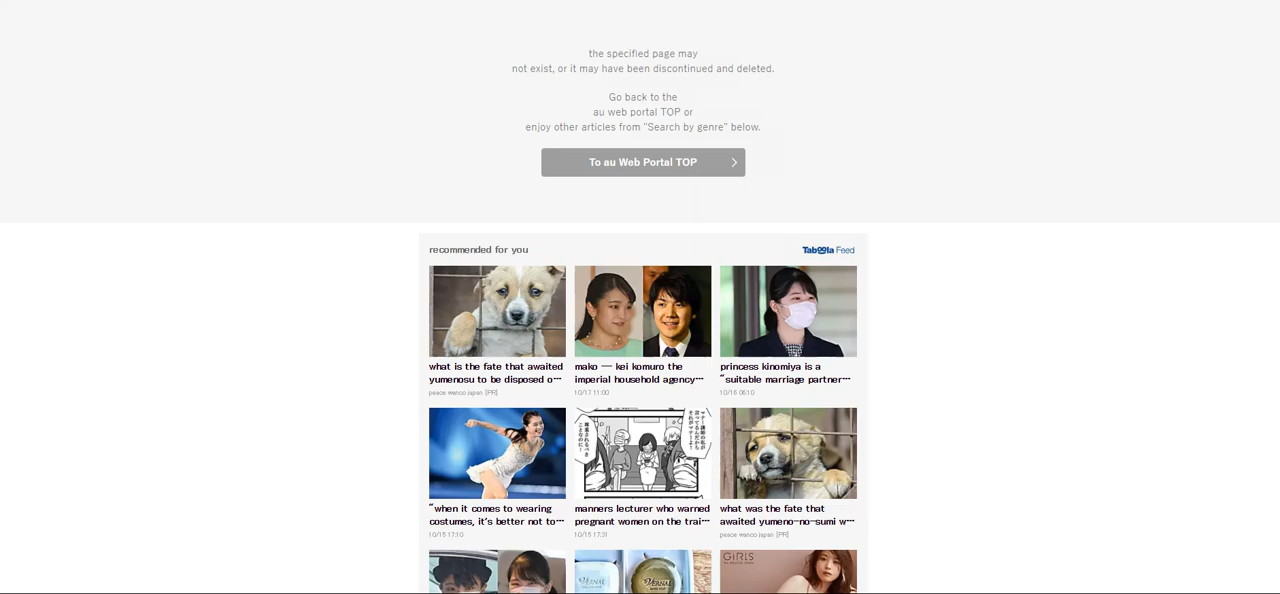 the specified page may
not exist, or it may have been discontinued and deleted.
Go back to the
au web portal TOP or
enjoy other articles from "Search by genre" below.
To au Web Portal TOP
recommended for you
Taboola Feed
what is the fate that awaited
yumenosu to be disposed o…
peace wanco japan [PR]
mako — kei komuro the
imperial household agency…
10/17 11:00
princess kinomiya is a
"suitable marriage partner…
10/16 06:10
"when it comes to wearing
costumes, it's better not to…
10/15 17:10
manners lecturer who warned
pregnant women on the trai…
10/15 17:31
what was the fate that
awaited yumeno-no-sumi w…
peace wanco japan [PR]
VERNAL
GIRLS